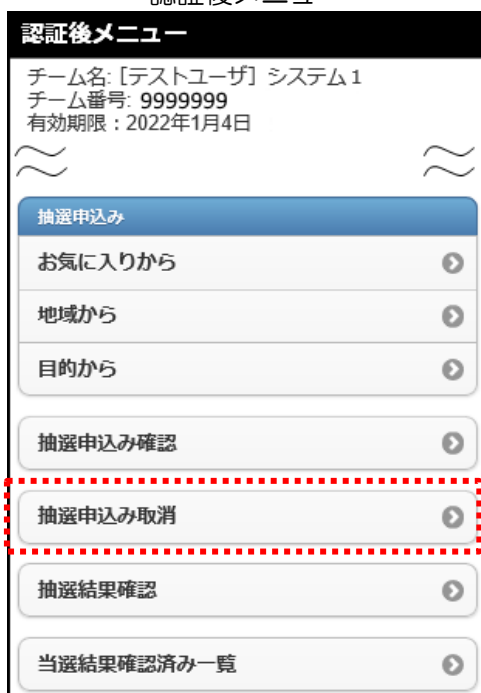 認証後メニュー
認証後メニュー
チーム名: [テストユーザ］システム１
チーム番号: 9999999
有効期限：2022年1月4日
抽選申込み
お気に入りから
地域から
目的から
抽選申込み確認
抽選申込み取消
抽選結果確認
当選結果確認済み一覧